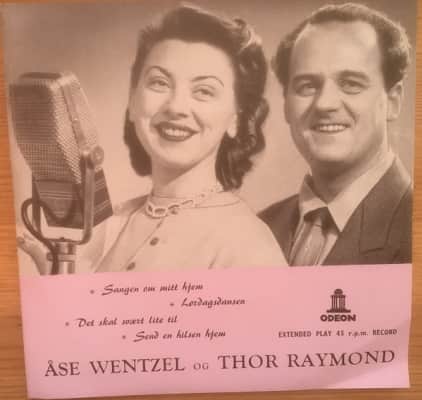 • Sangen om mitt hjem
• Lørdagsdansen
• Det skal svært lite til
• Send en hilsen hjem
ODEON
EXTENDED PLAY 45 r.p.m. RECORD
ÅSE WENTZEL OG THOR RAYMOND